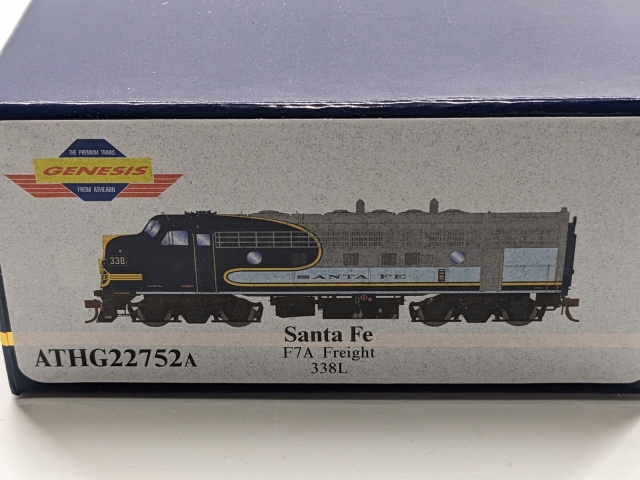 THE PREMIUM TRAINS
GENESIS
FROM ATHEARN
338
SANTA FE
Santa Fe
F7A Freight
338L
ATHG22752A